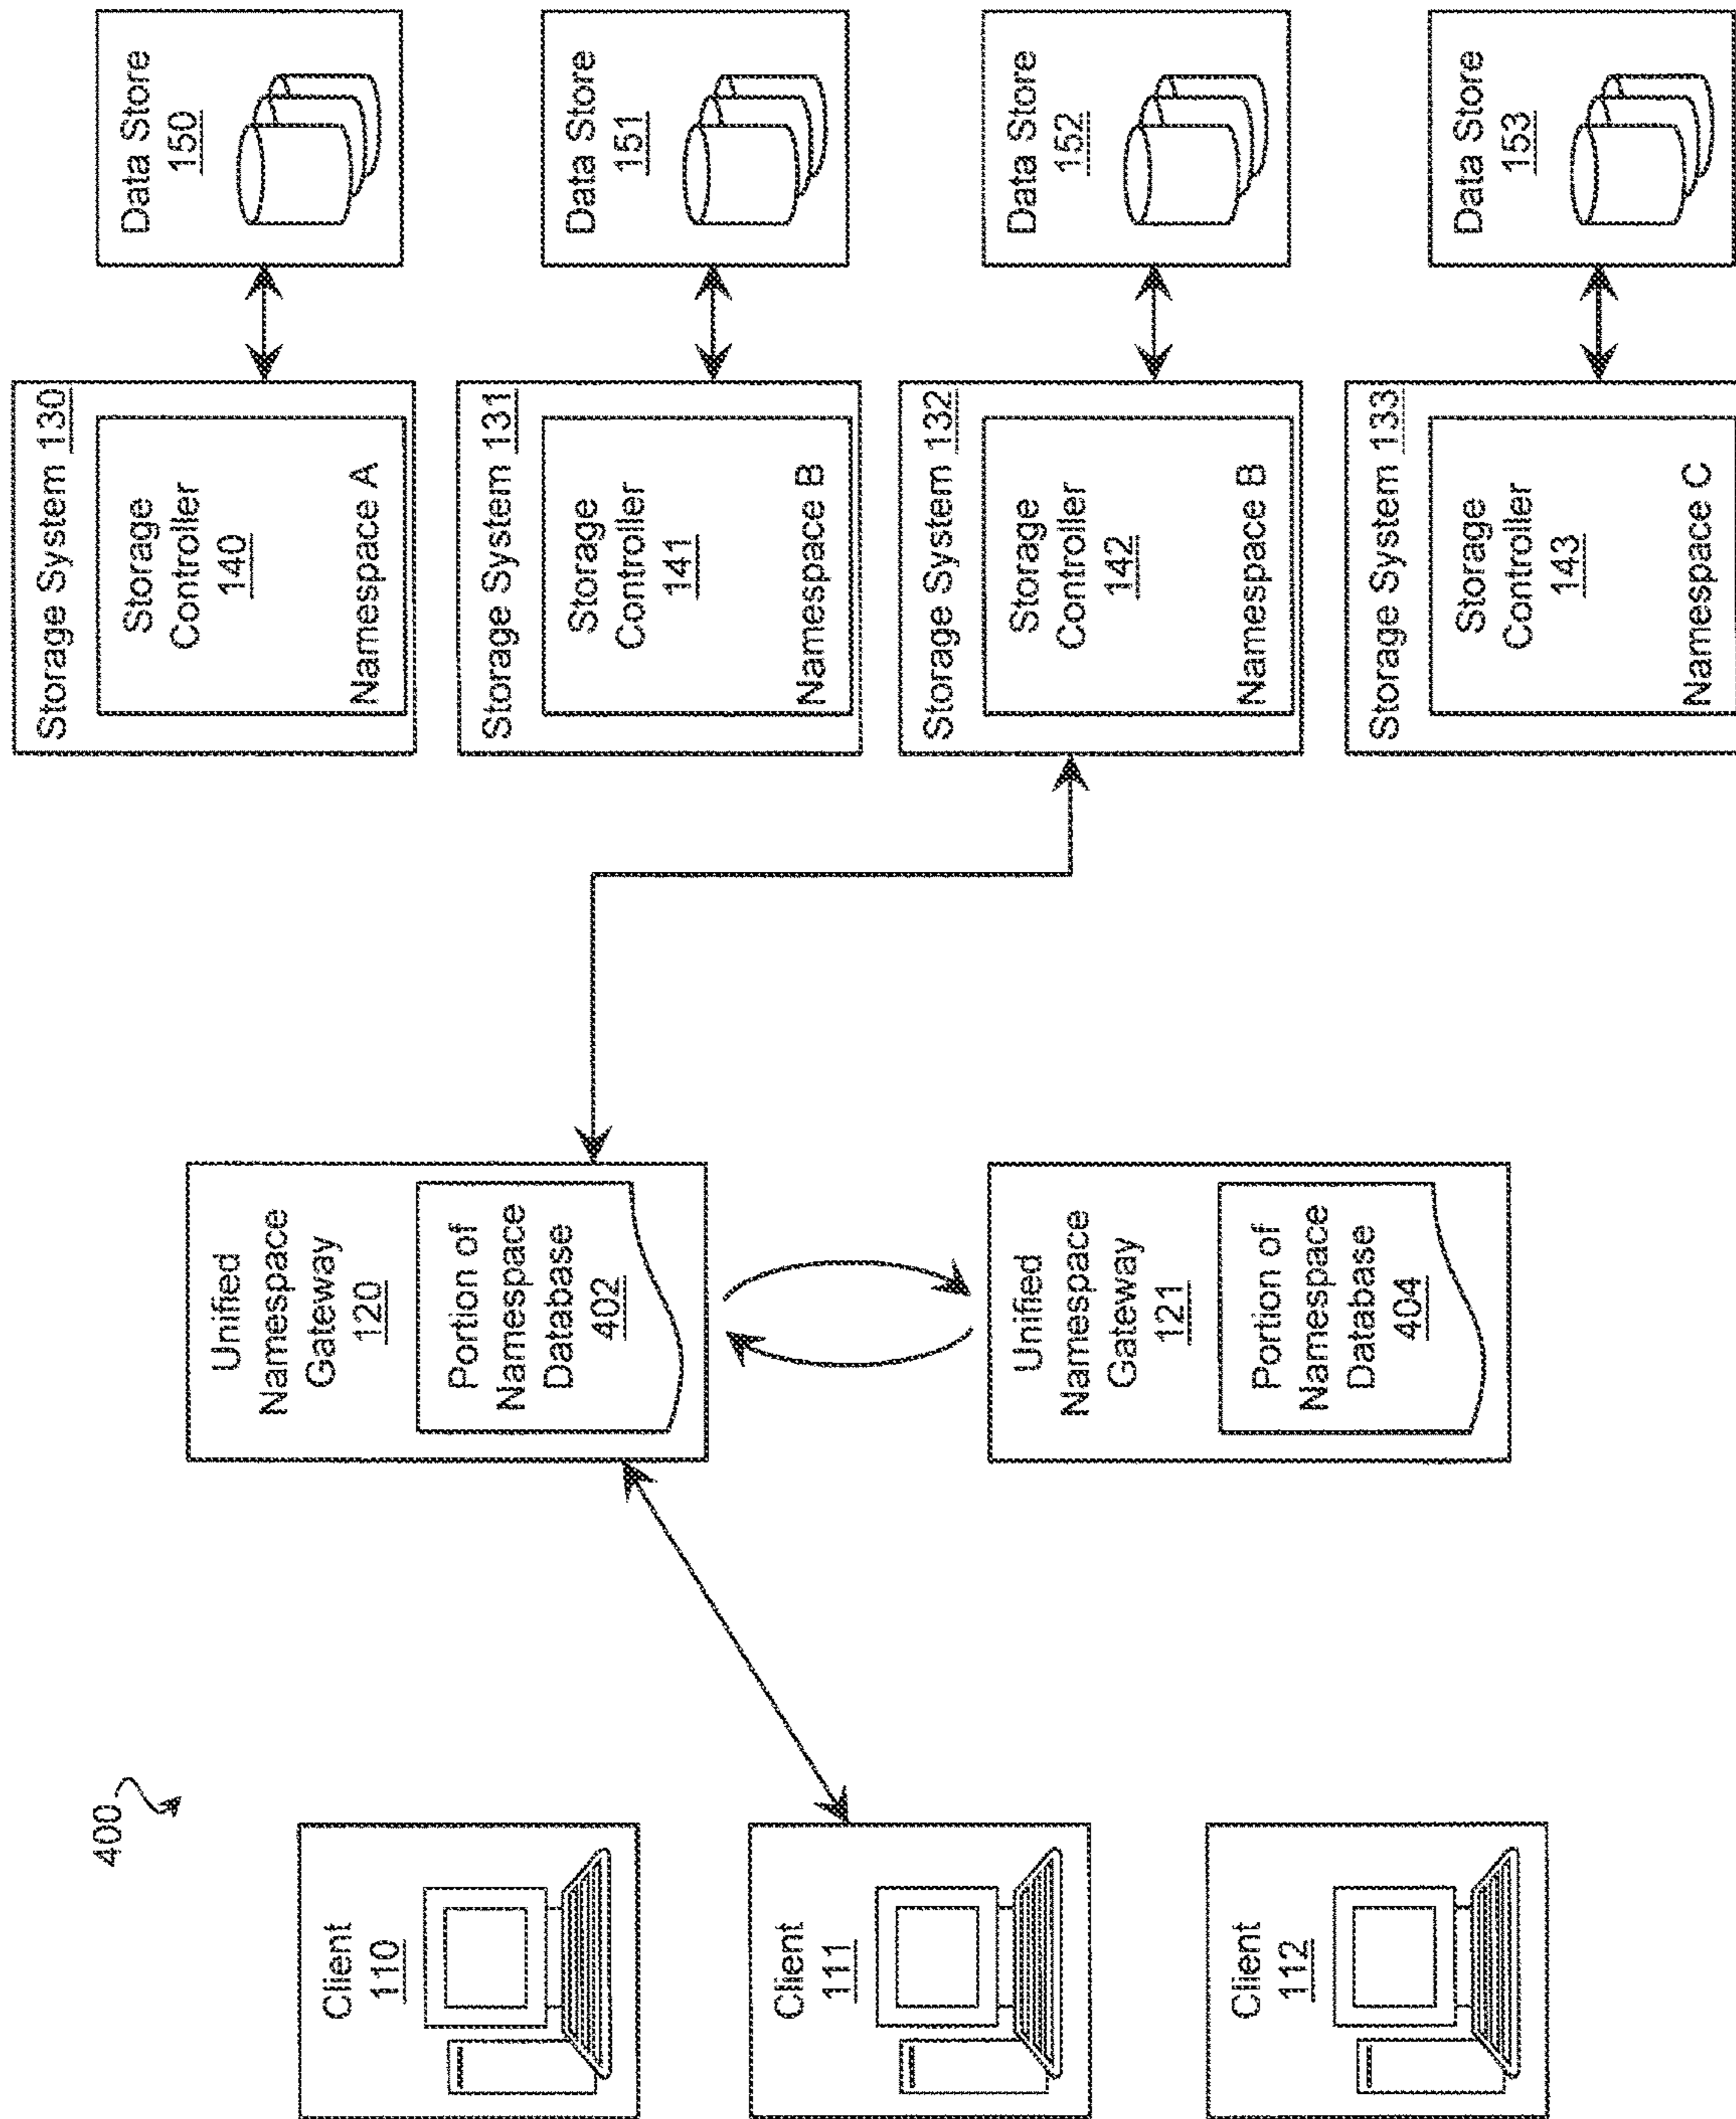 400
Client
110
Client
111
Client
112
Unified
Namespace
Gateway
120
Portion of
Namespace
Database
402
Unified
Namespace
Gateway
121
Portion of
Namespace
Database
404
Storage System 130
Storage
Controller
140
Namespace A
Storage System 131
Storage
Controller
141
Namespace B
Storage System 132
Storage
Controller
142
Namespace B
Storage System 133
Storage
Controller
143
Namespace C
Data Store
150
Data Store
151
Data Store
152
Data Store
153